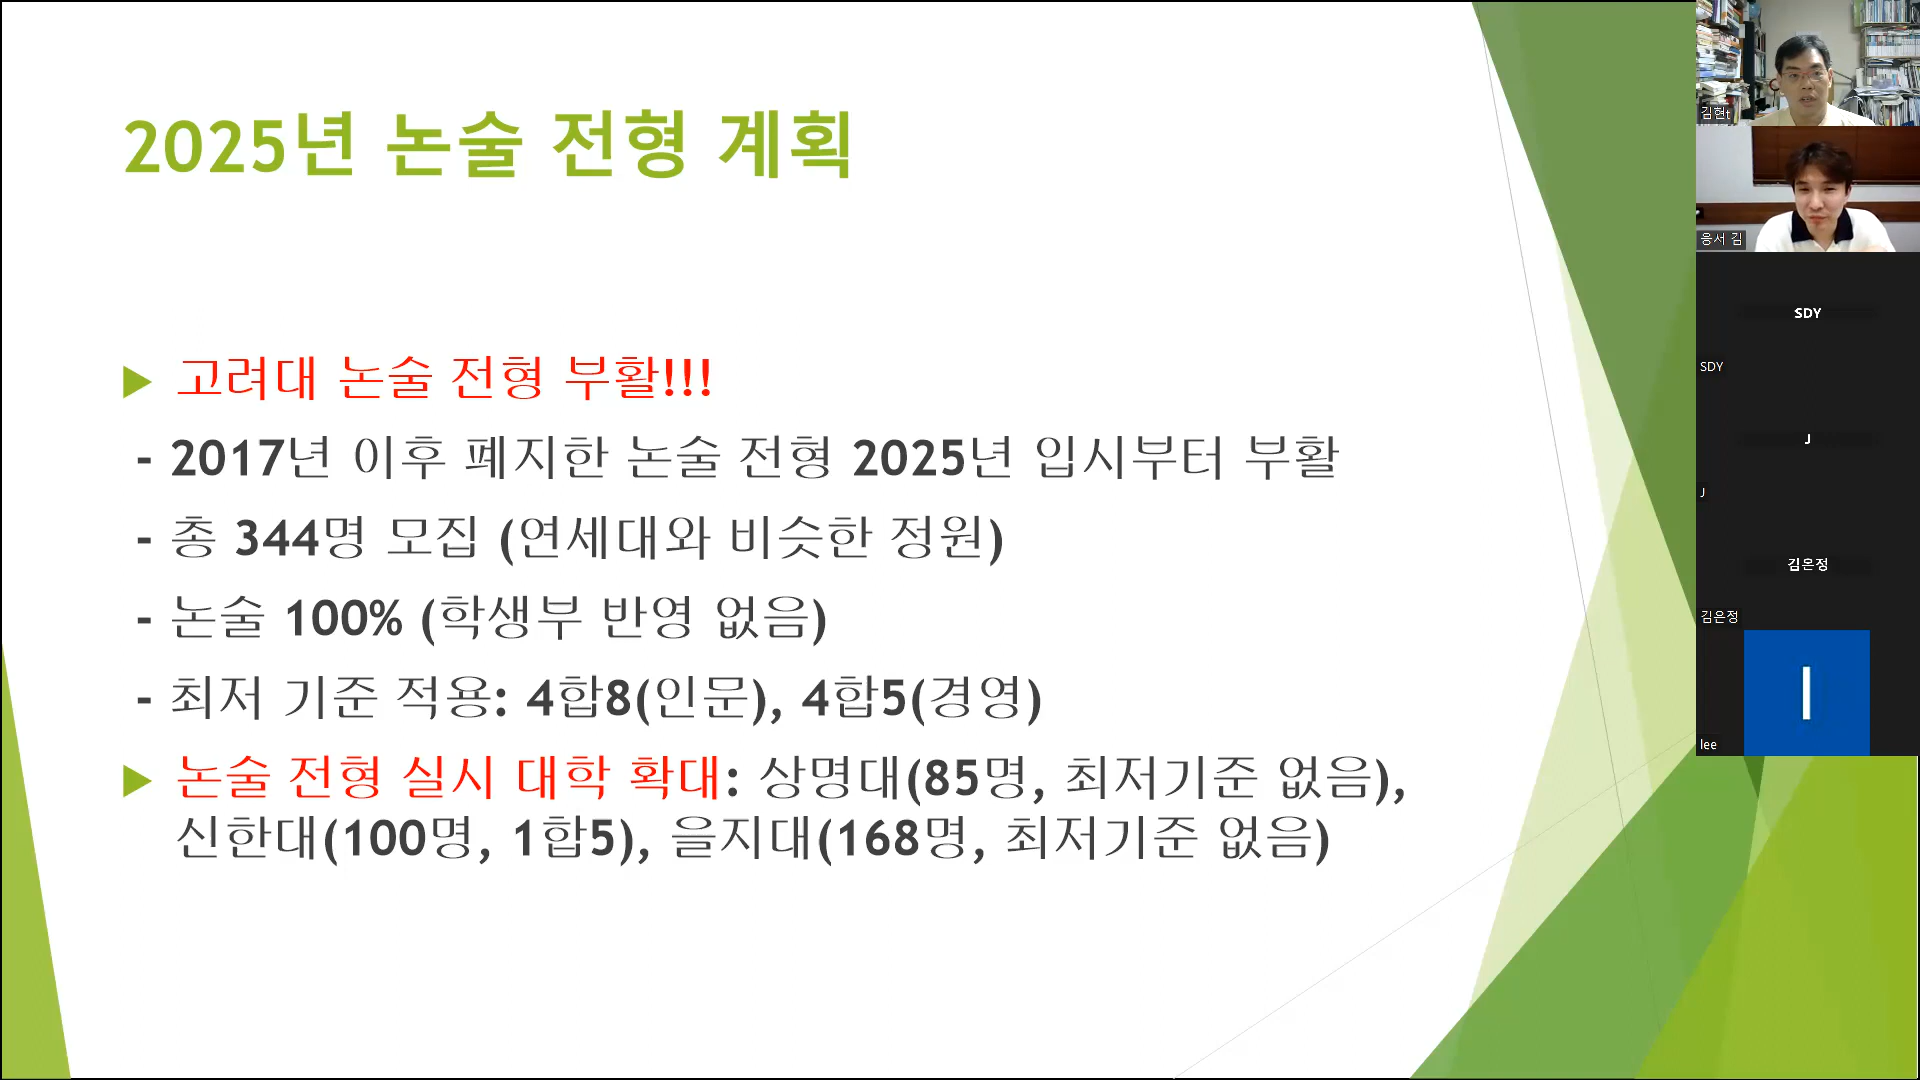 2025년 논술 전형 계획
고려대 논술 전형 부활!!!
- 2017년 이후 폐지한 논술 전형 2025년 입시부터 부활
- 총 344명 모집 (연세대와 비슷한 정원)
- 논술 100% (학생부 반영 없음)
- 최저 기준 적용: 4합8(인문), 4합5(경영)
논술 전형 실시 대학 확대: 상명대(85명, 최저기준 없음),
신한대(100명, 1합5), 을지대(168명, 최저기준 없음)
김현t
웅서 김
SDY
SDY
J
J
김은정
김은정
l
lee